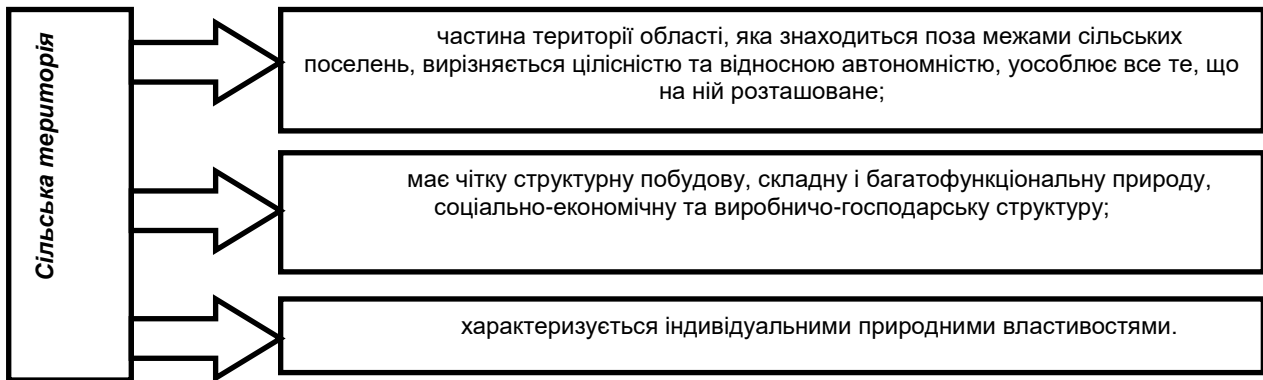 Сільська територія
частина території області, яка знаходиться поза межами сільських
поселень, вирізняється цілісністю та відносною автономністю, уособлює все те, що
на ній розташоване;
має чітку структурну побудову, складну і багатофункціональну природу,
соціально-економічну та виробничо-господарську структуру;
характеризується індивідуальними природними властивостями.